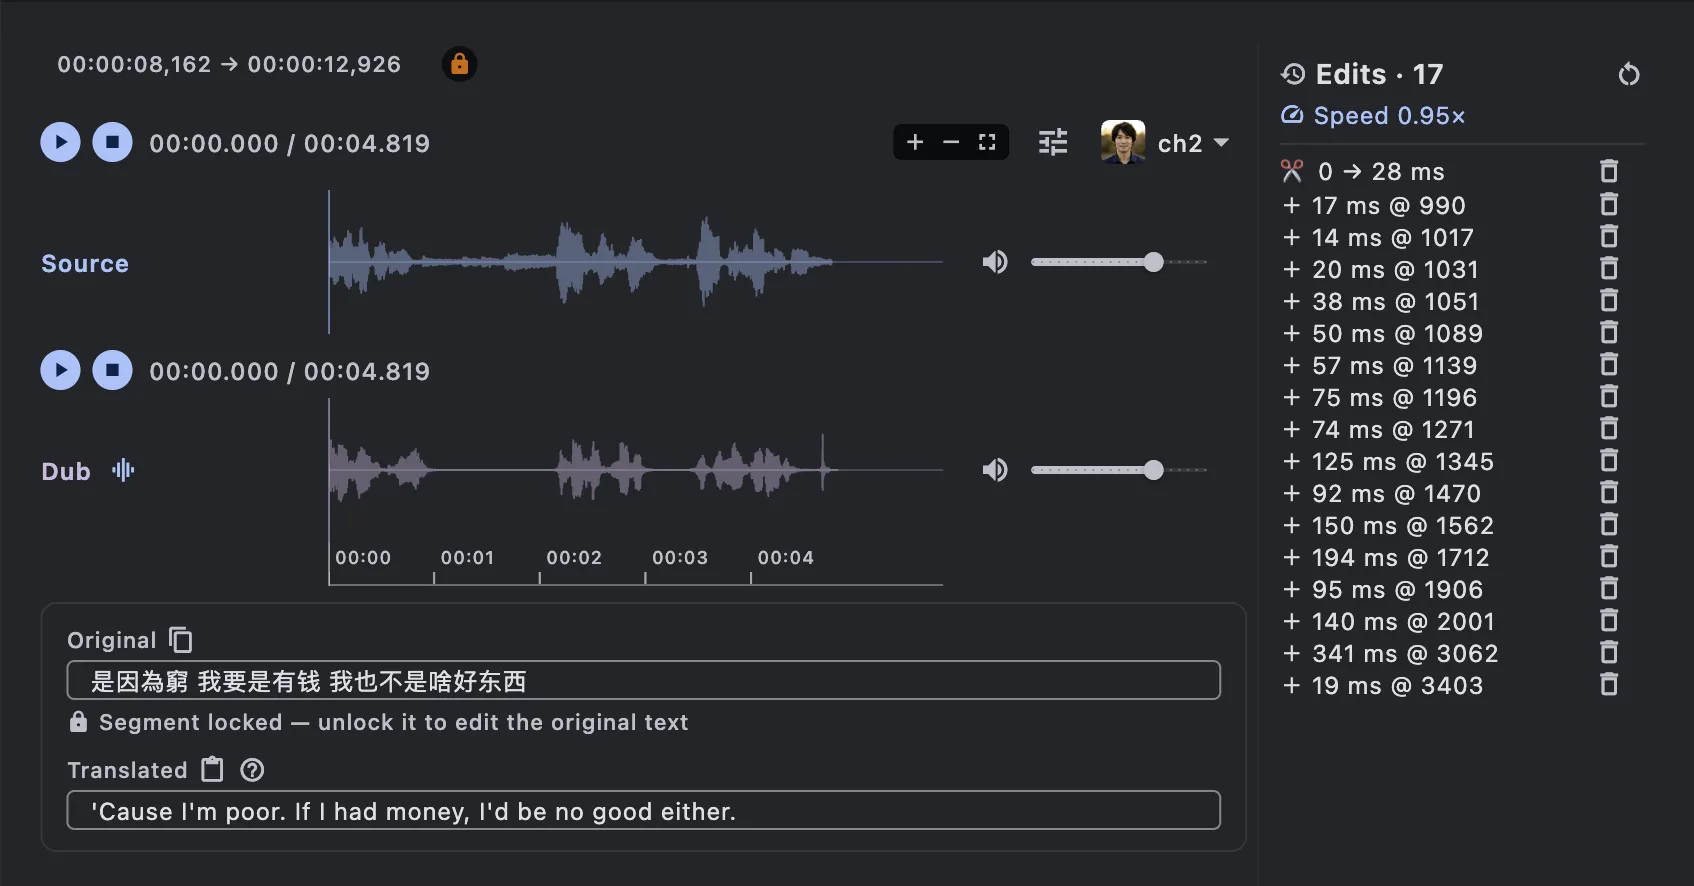 00:00:08,162 → 00:00:12,926
00:00.000 / 00:04.819
ch2
Source
00:00.000 / 00:04.819
Dub
00:00 00:01 00:02 00:03 00:04
Original
是因為窮 我要是有钱 我也不是啥好东西
Segment locked — unlock it to edit the original text
Translated
'Cause I'm poor. If I had money, I'd be no good either.
Edits · 17
Speed 0.95×
0 → 28 ms
+ 17 ms @ 990
+ 14 ms @ 1017
+ 20 ms @ 1031
+ 38 ms @ 1051
+ 50 ms @ 1089
+ 57 ms @ 1139
+ 75 ms @ 1196
+ 74 ms @ 1271
+ 125 ms @ 1345
+ 92 ms @ 1470
+ 150 ms @ 1562
+ 194 ms @ 1712
+ 95 ms @ 1906
+ 140 ms @ 2001
+ 341 ms @ 3062
+ 19 ms @ 3403